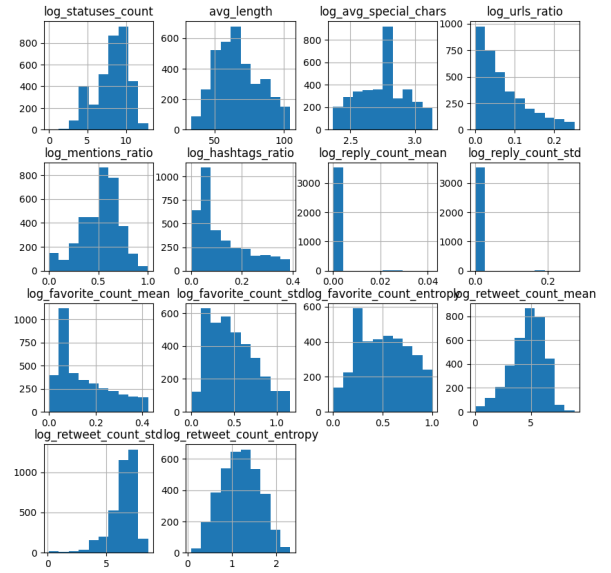 log_statuses_count avg_length log_avg_special_chars log_urls_ratio
800 600 400 200 0
0 5 10
600 400 200 0
50 75 100
800 600 400 200 0
2.5 3.0
1000 750 500 250 0
0.0 0.1 0.2
log_mentions_ratio log_hashtags_ratio log_reply_count_mean log_reply_count_std
800 600 400 200 0
0.0 0.5 1.0
1000 750 500 250 0
0.0 0.2 0.4
3000 2000 1000 0
0.00 0.02 0.04
3000 2000 1000 0
0.0 0.2
log_favorite_count_mean log_favorite_count_std log_favorite_count_entropy log_retweet_count_mean
1000 750 500 250 0
0.0 0.2 0.4
600 400 200 0
0.0 0.5 1.0
600 400 200 0
0.0 0.5 1.0
800 600 400 200 0
0 5
log_retweet_count_std log_retweet_count_entropy
1000 500 0
0 5
600 400 200 0
0 1 2